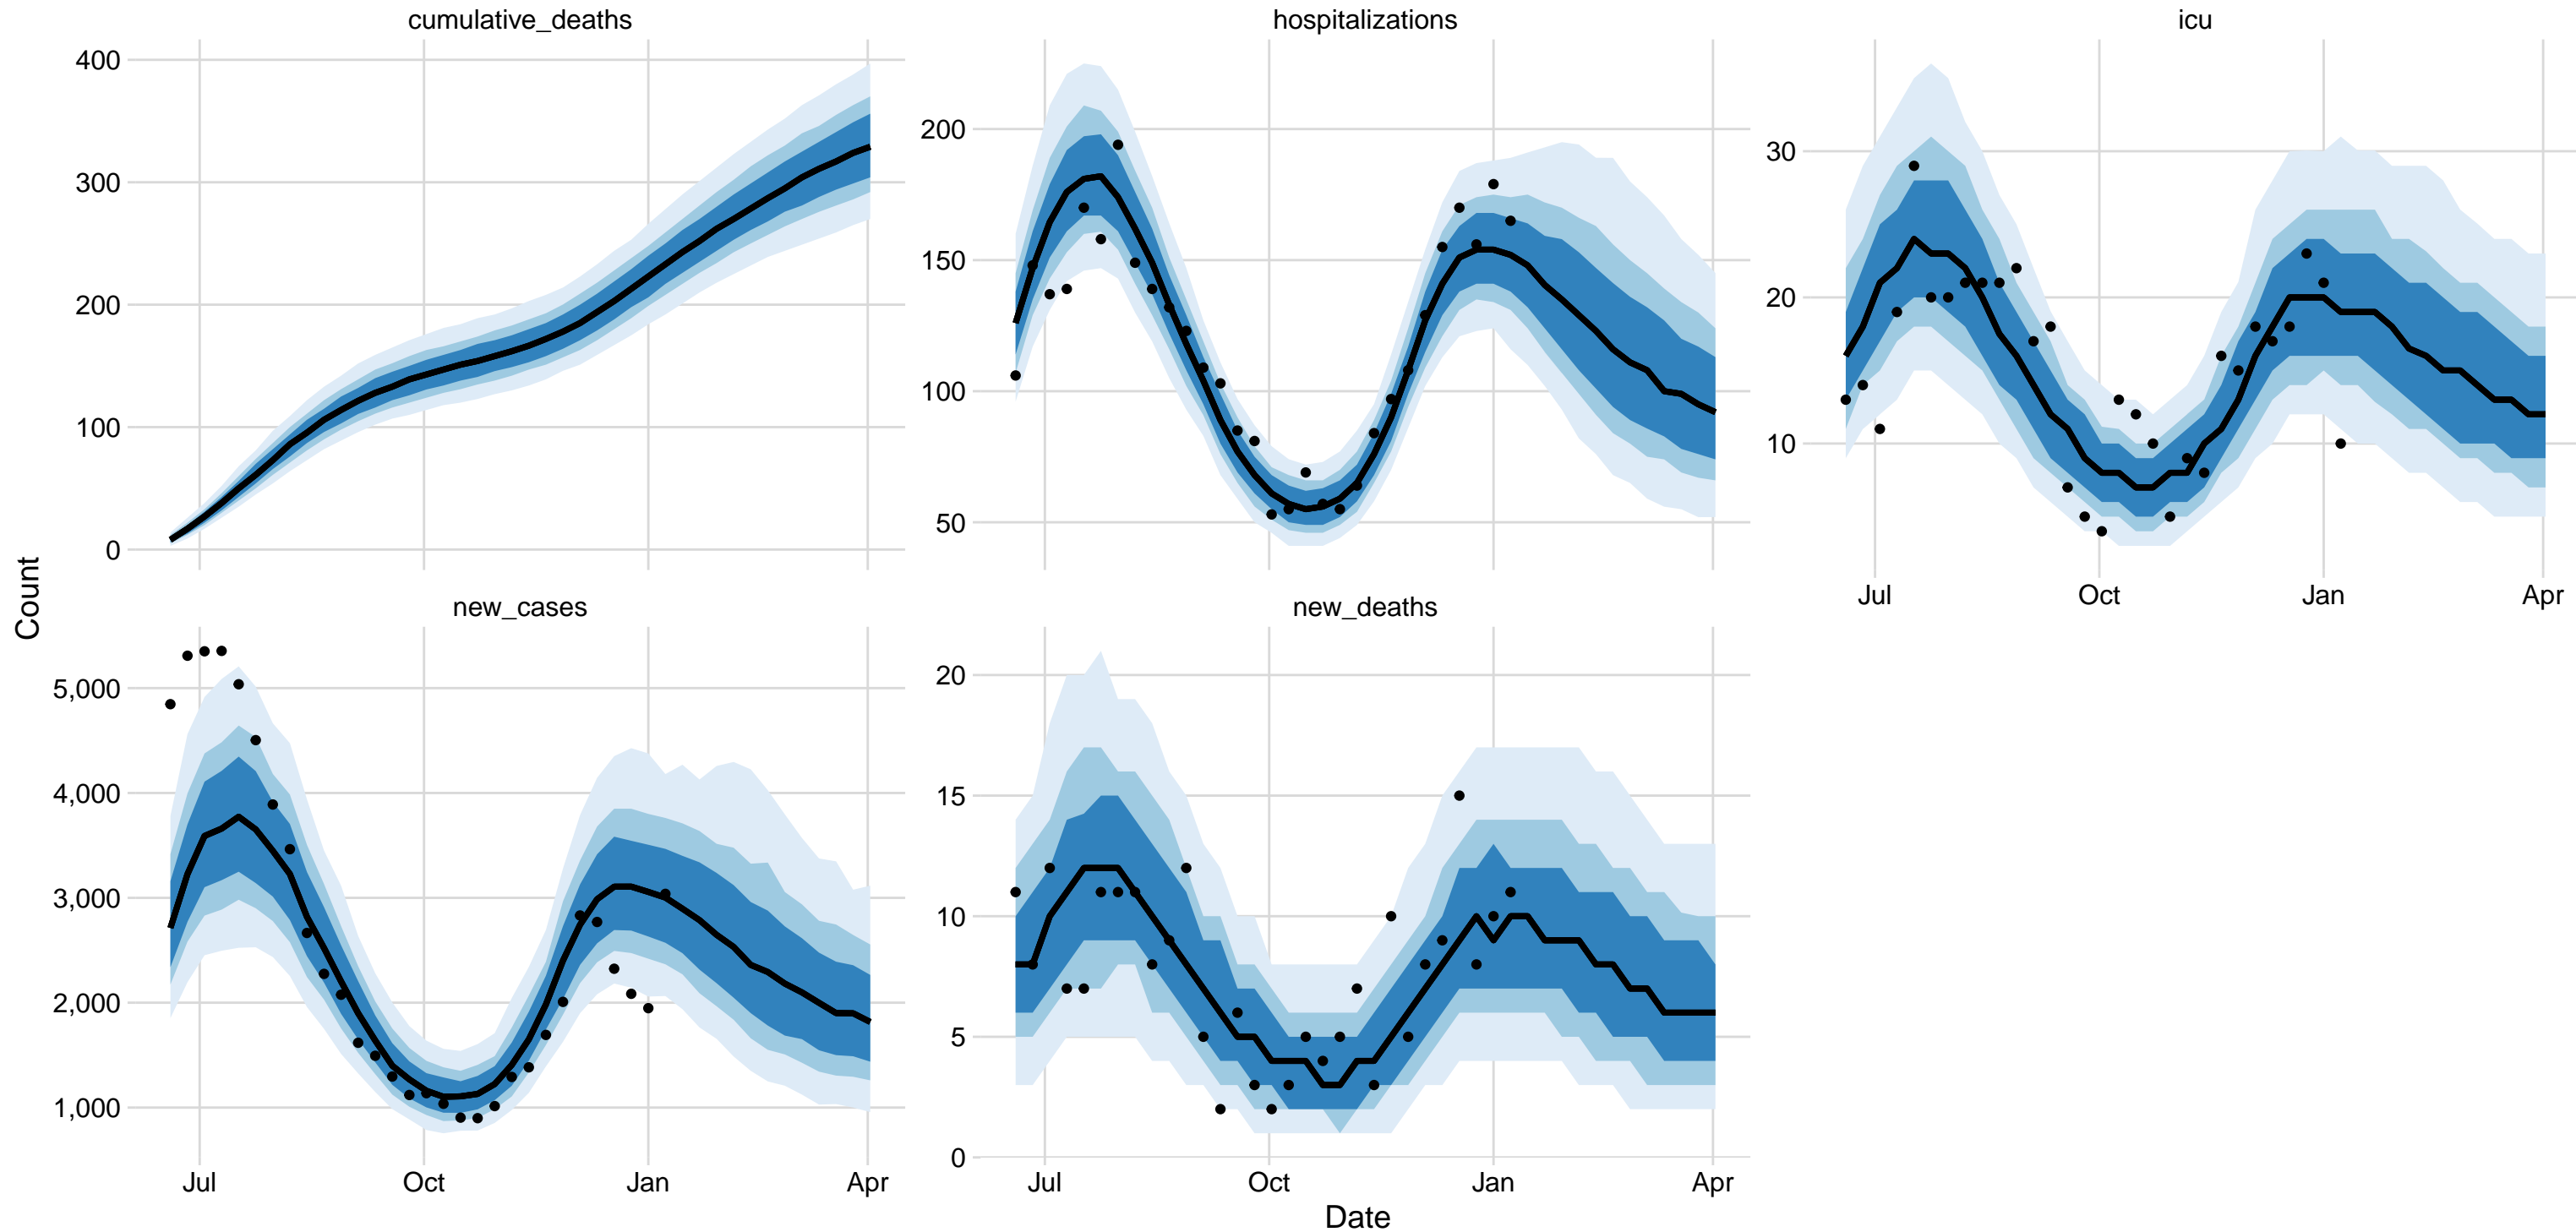 cumulative_deaths
hospitalizations
icu
400
300
200
100
0
200
150
100
50
30
20
10
Jul Oct Jan Apr
Count
new_cases
new_deaths
5,000
4,000
3,000
2,000
1,000
20
15
10
5
0
Jul Oct Jan Apr
Jul Oct Jan Apr
Date